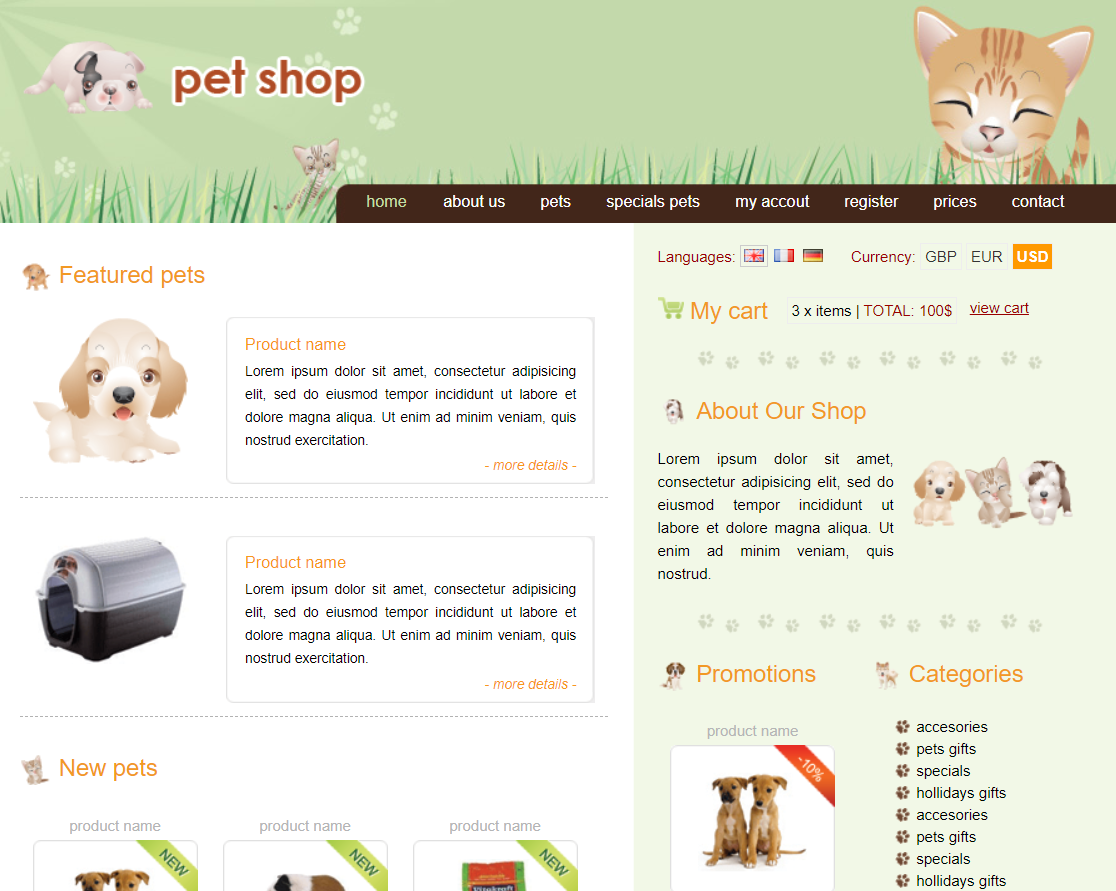 pet shop
home about us pets specials pets my accout register prices contact
Featured pets
Product name
Lorem ipsum dolor sit amet, consectetur adipisicing
elit, sed do eiusmod tempor incididunt ut labore et
dolore magna aliqua. Ut enim ad minim veniam, quis
nostrud exercitation.
- more details -
Product name
Lorem ipsum dolor sit amet, consectetur adipisicing
elit, sed do eiusmod tempor incididunt ut labore et
dolore magna aliqua. Ut enim ad minim veniam, quis
nostrud exercitation.
- more details -
New pets
product name product name product name
NEW NEW NEW
Vitakraft
Languages: Currency: GBP EUR USD
My cart 3 x items | TOTAL: 100$ view cart
About Our Shop
Lorem ipsum dolor sit amet,
consectetur adipisicing elit, sed do
eiusmod tempor incididunt ut
labore et dolore magna aliqua. Ut
enim ad minim veniam, quis
nostrud.
Promotions
product name
-10%
Categories
accesories
pets gifts
specials
hollidays gifts
accesories
pets gifts
specials
hollidays gifts